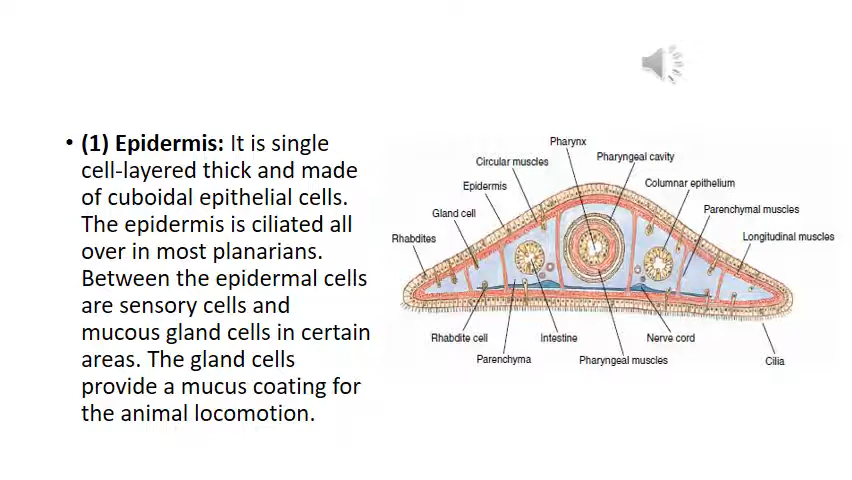 • (1) Epidermis: It is single
cell-layered thick and made
of cuboidal epithelial cells.
The epidermis is ciliated all
over in most planarians.
Between the epidermal cells
are sensory cells and
mucous gland cells in certain
areas. The gland cells
provide a mucus coating for
the animal locomotion.
Pharynx
Circular muscles
Pharyngeal cavity
Epidermis
Columnar epithelium
Gland cell
Parenchymal muscles
Rhabdites
Longitudinal muscles
Rhabdite cell
Intestine
Nerve cord
Parenchyma
Pharyngeal muscles
Cilia